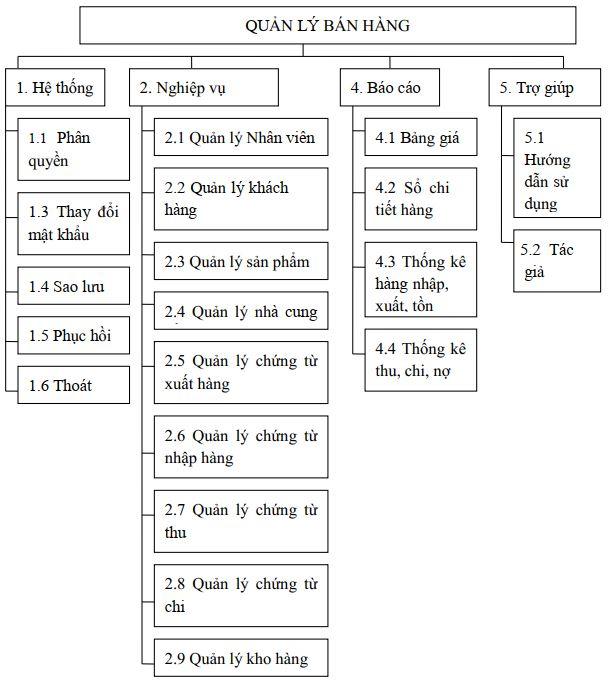 QUẢN LÝ BÁN HÀNG
1. Hệ thống
1.1 Phân
quyền
1.3 Thay đổi
mật khẩu
1.4 Sao lưu
1.5 Phục hồi
1.6 Thoát
2. Nghiệp vụ
2.1 Quản lý Nhân viên
2.2 Quản lý khách
hàng
2.3 Quản lý sản phẩm
2.4 Quản lý nhà cung
2.5 Quản lý chứng từ
xuất hàng
2.6 Quản lý chứng từ
nhập hàng
2.7 Quản lý chứng từ
thu
2.8 Quản lý chứng từ
chi
2.9 Quản lý kho hàng
4. Báo cáo
4.1 Bảng giá
4.2 Sổ chi
tiết hàng
4.3 Thống kê
hàng nhập,
xuất, tồn
4.4 Thống kê
thu, chi, nợ
5. Trợ giúp
5.1
Hướng
dẫn sử
dụng
5.2 Tác
giả